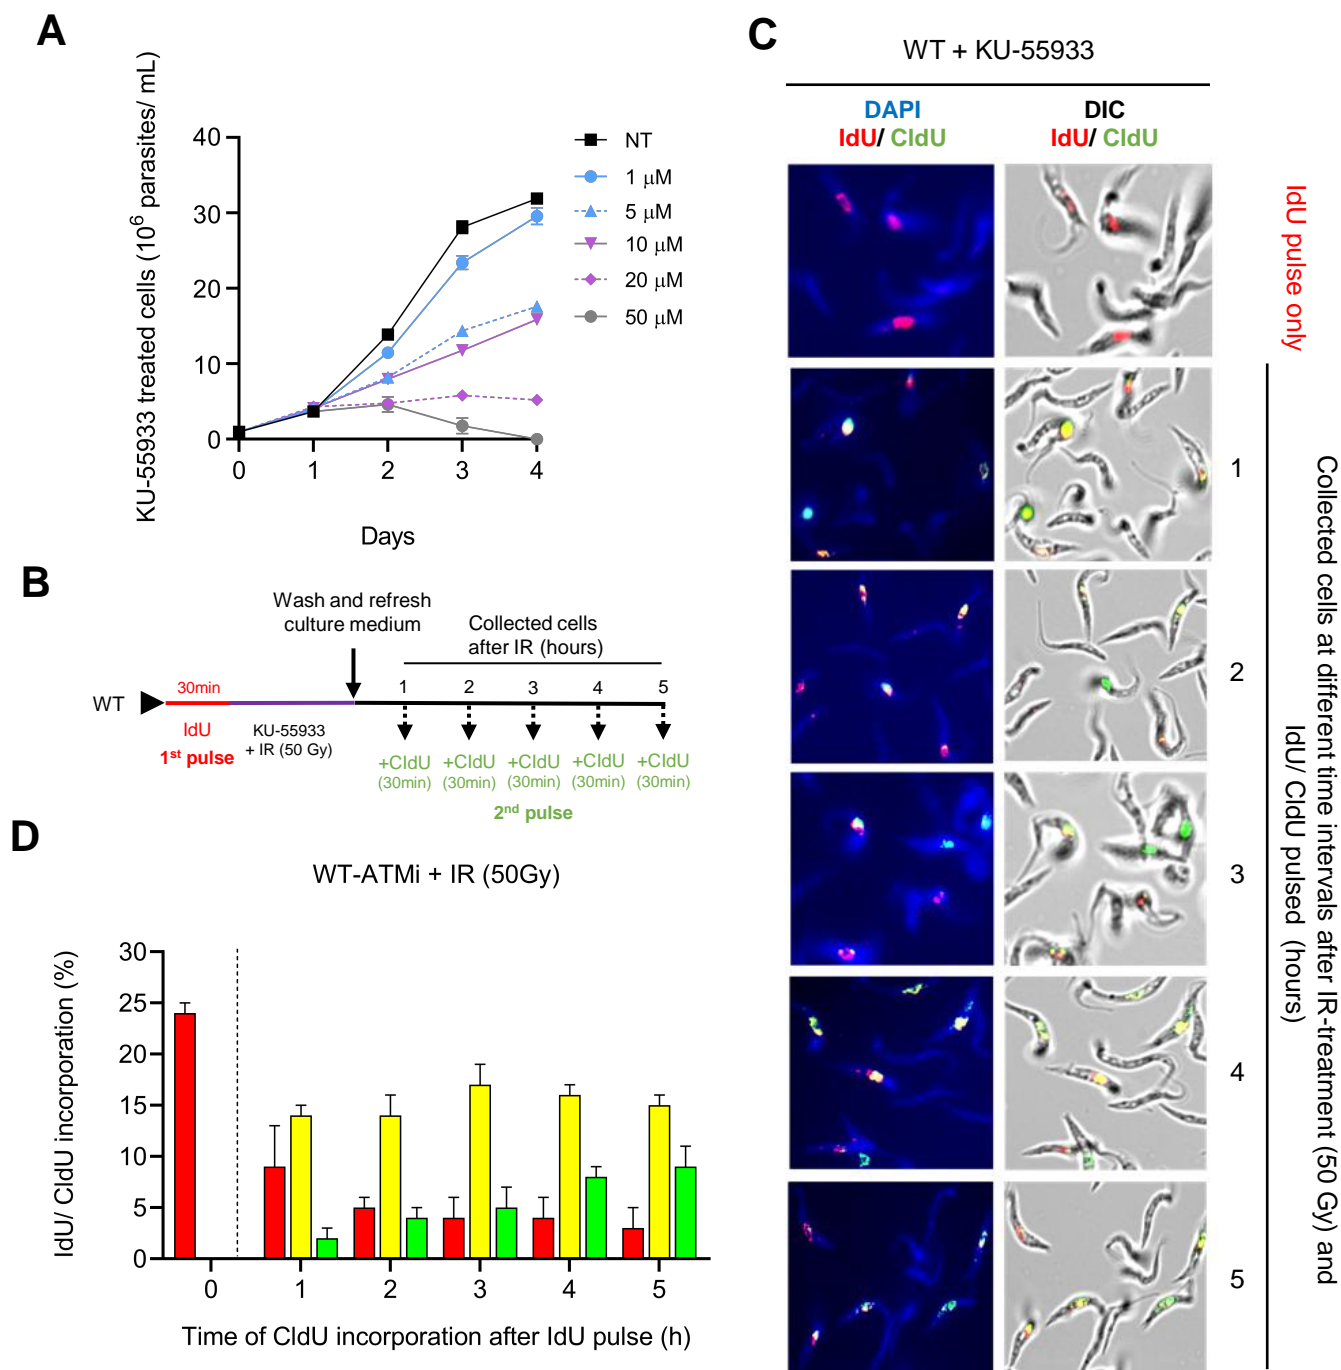 A
KU-55933 treated cells (10⁶ parasites/ mL)
40
30
20
10
0
0 1 2 3 4
Days
NT
1 μM
5 μM
10 μM
20 μM
50 μM
B
Wash and refresh
culture medium
Collected cells
after IR (hours)
WT
30min
1 2 3 4 5
IdU
1st pulse
KU-55933
+ IR (50 Gy)
+CldU +CldU +CldU +CldU +CldU
(30min) (30min) (30min) (30min) (30min)
2nd pulse
C
WT + KU-55933
DAPI
IdU/ CldU
DIC
IdU/ CldU
IdU pulse only
1
2
3
4
5
Collected cells at different time intervals after IR-treatment (50 Gy) and
IdU/ CldU pulsed (hours)
D
WT-ATMi + IR (50Gy)
IdU/ CldU incorporation (%)
30
25
20
15
10
5
0
0 1 2 3 4 5
Time of CldU incorporation after IdU pulse (h)